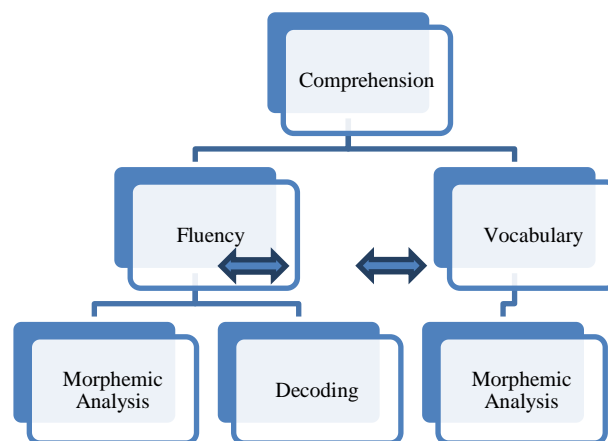 Comprehension
Fluency
Vocabulary
Morphemic
Analysis
Decoding
Morphemic
Analysis